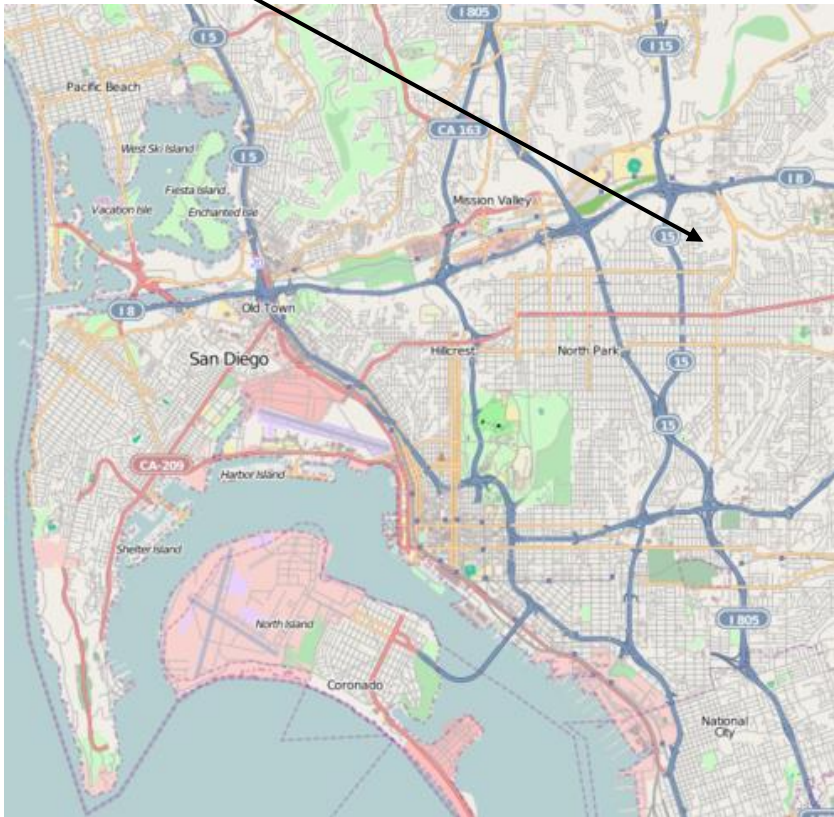 I 805
I 5
I 15
Pacific Beach
CA 163
West Ski Island
I 5
I 8
Fiesta Island
Mission Valley
Vacation Isle
Enchanted Isle
15
I 8
Old Town
San Diego
Hillcrest
North Park
15
15
CA-209
Harbor Island
Shelter Island
I 805
North Island
Coronado
National
City